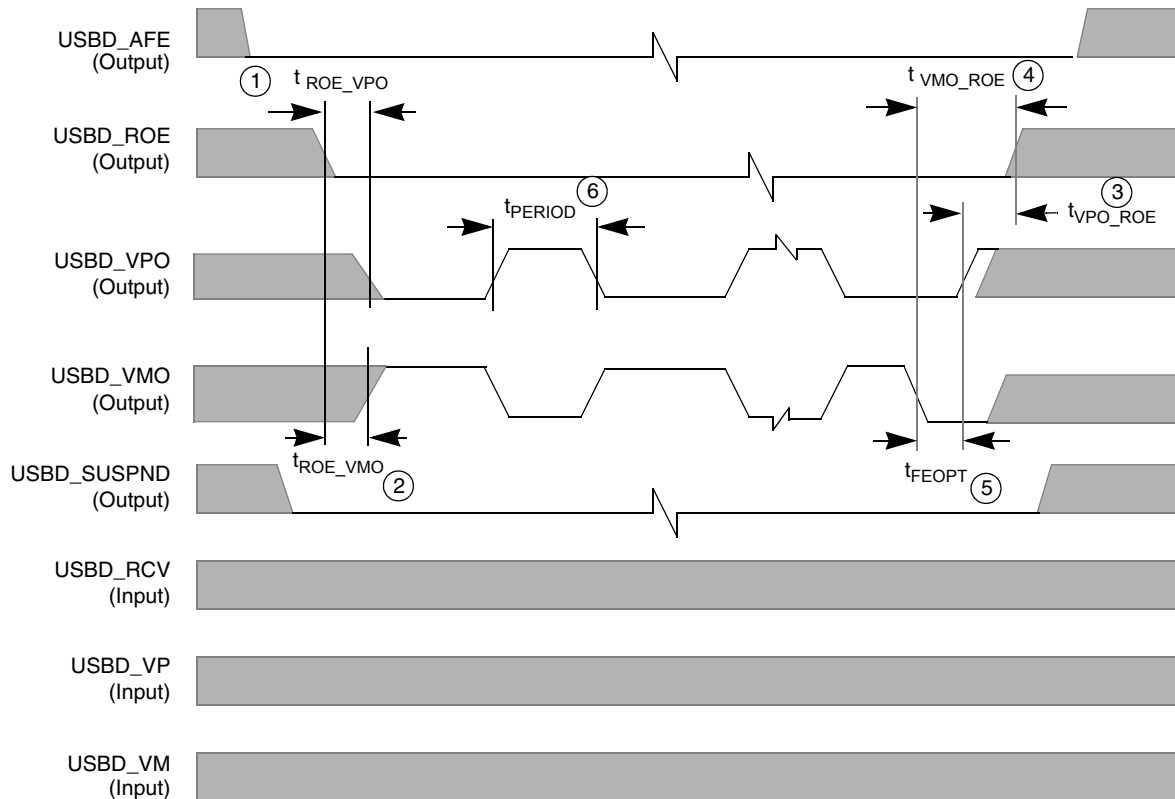 USBD_AFE
(Output)
1
t ROE_VPO
t VMO_ROE
4
USBD_ROE
(Output)
6
tPERIOD
3
tVPO_ROE
USBD_VPO
(Output)
USBD_VMO
(Output)
tROE_VMO
2
tFEOPT
5
USBD_SUSPND
(Output)
USBD_RCV
(Input)
USBD_VP
(Input)
USBD_VM
(Input)